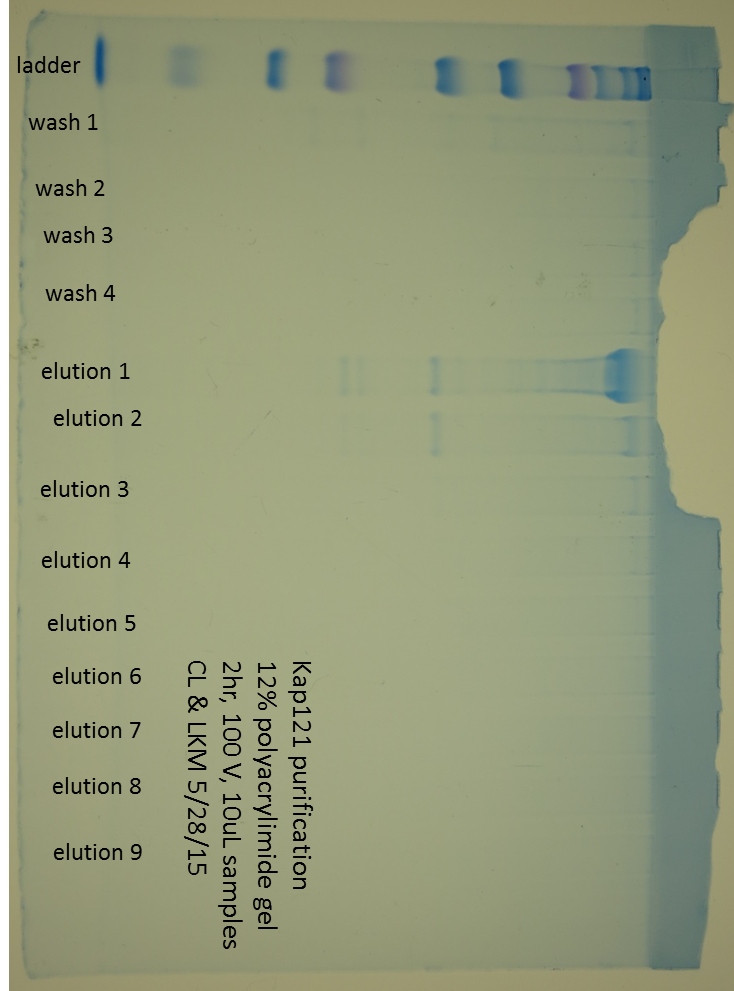 ladder
wash 1
wash 2
wash 3
wash 4
elution 1
elution 2
elution 3
elution 4
elution 5
elution 6
elution 7
elution 8
elution 9
Kap121 purification
12% polyacrylimide gel
2hr, 100 V, 10uL samples
CL & LKM 5/28/15